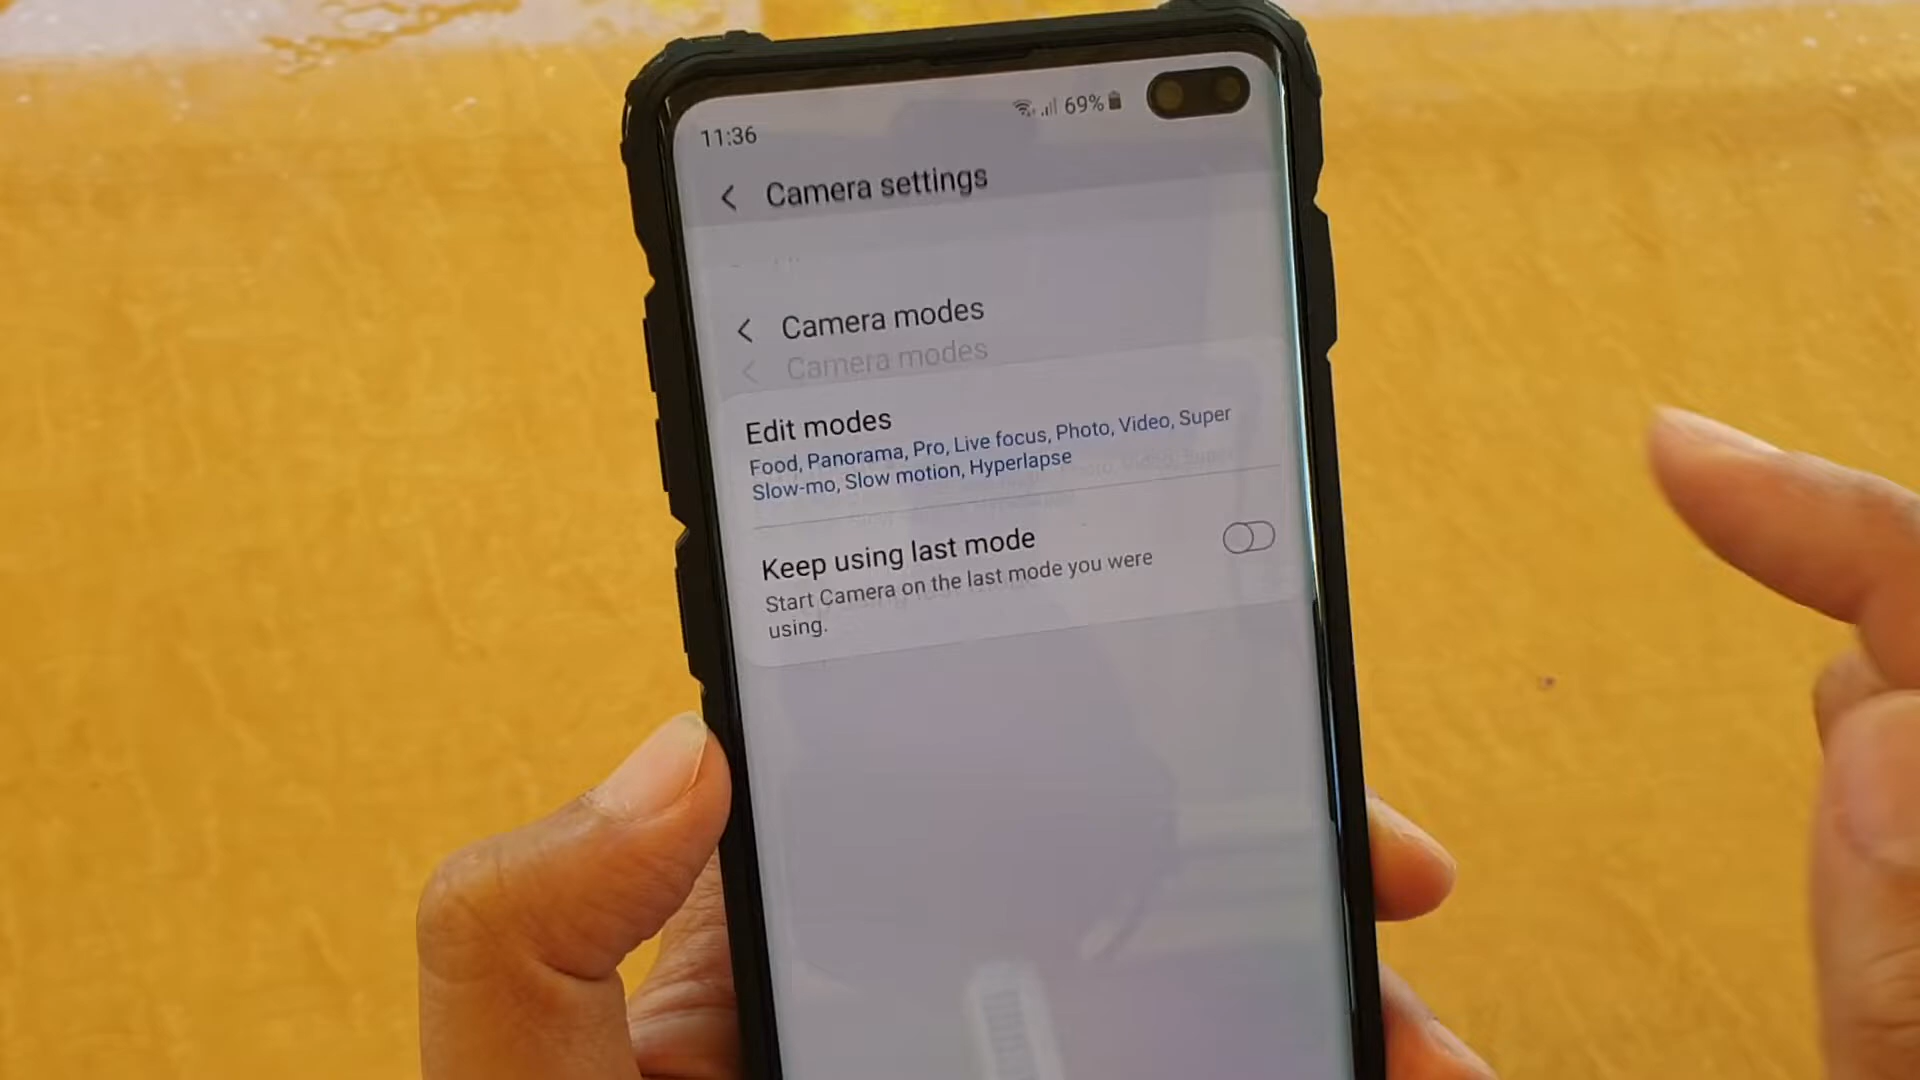 11:36
69%
Camera settings
Camera modes
Camera modes
Edit modes
Food, Panorama, Pro, Live focus, Photo, Video, Super
Slow-mo, Slow motion, Hyperlapse
Keep using last mode
Start Camera on the last mode you were
using.